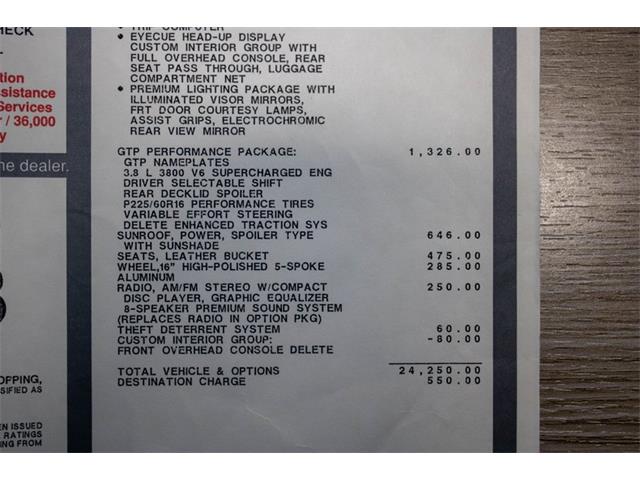 HECK
tion
sistance
Services
/ 36,000
y
he dealer.
OPPING,
SIFIED AS
EN ISSUED
RATINGS
NG FROM
TRIP COMPUTER
• EYECUE HEAD-UP DISPLAY
CUSTOM INTERIOR GROUP WITH
FULL OVERHEAD CONSOLE, REAR
SEAT PASS THROUGH, LUGGAGE
COMPARTMENT NET
• PREMIUM LIGHTING PACKAGE WITH
ILLUMINATED VISOR MIRRORS,
FRT DOOR COURTESY LAMPS,
ASSIST GRIPS, ELECTROCHROMIC
REAR VIEW MIRROR
GTP PERFORMANCE PACKAGE: 1,326.00
GTP NAMEPLATES
3.8 L 3800 V6 SUPERCHARGED ENG
DRIVER SELECTABLE SHIFT
REAR DECKLID SPOILER
P225/60R16 PERFORMANCE TIRES
VARIABLE EFFORT STEERING
DELETE ENHANCED TRACTION SYS
SUNROOF, POWER, SPOILER TYPE 646.00
WITH SUNSHADE
SEATS, LEATHER BUCKET 475.00
WHEEL,16" HIGH-POLISHED 5-SPOKE 285.00
ALUMINUM
RADIO, AM/FM STEREO W/COMPACT 250.00
DISC PLAYER, GRAPHIC EQUALIZER
8-SPEAKER PREMIUM SOUND SYSTEM
(REPLACES RADIO IN OPTION PKG)
THEFT DETERRENT SYSTEM 60.00
CUSTOM INTERIOR GROUP: -80.00
FRONT OVERHEAD CONSOLE DELETE
TOTAL VEHICLE & OPTIONS 24,250.00
DESTINATION CHARGE 550.00